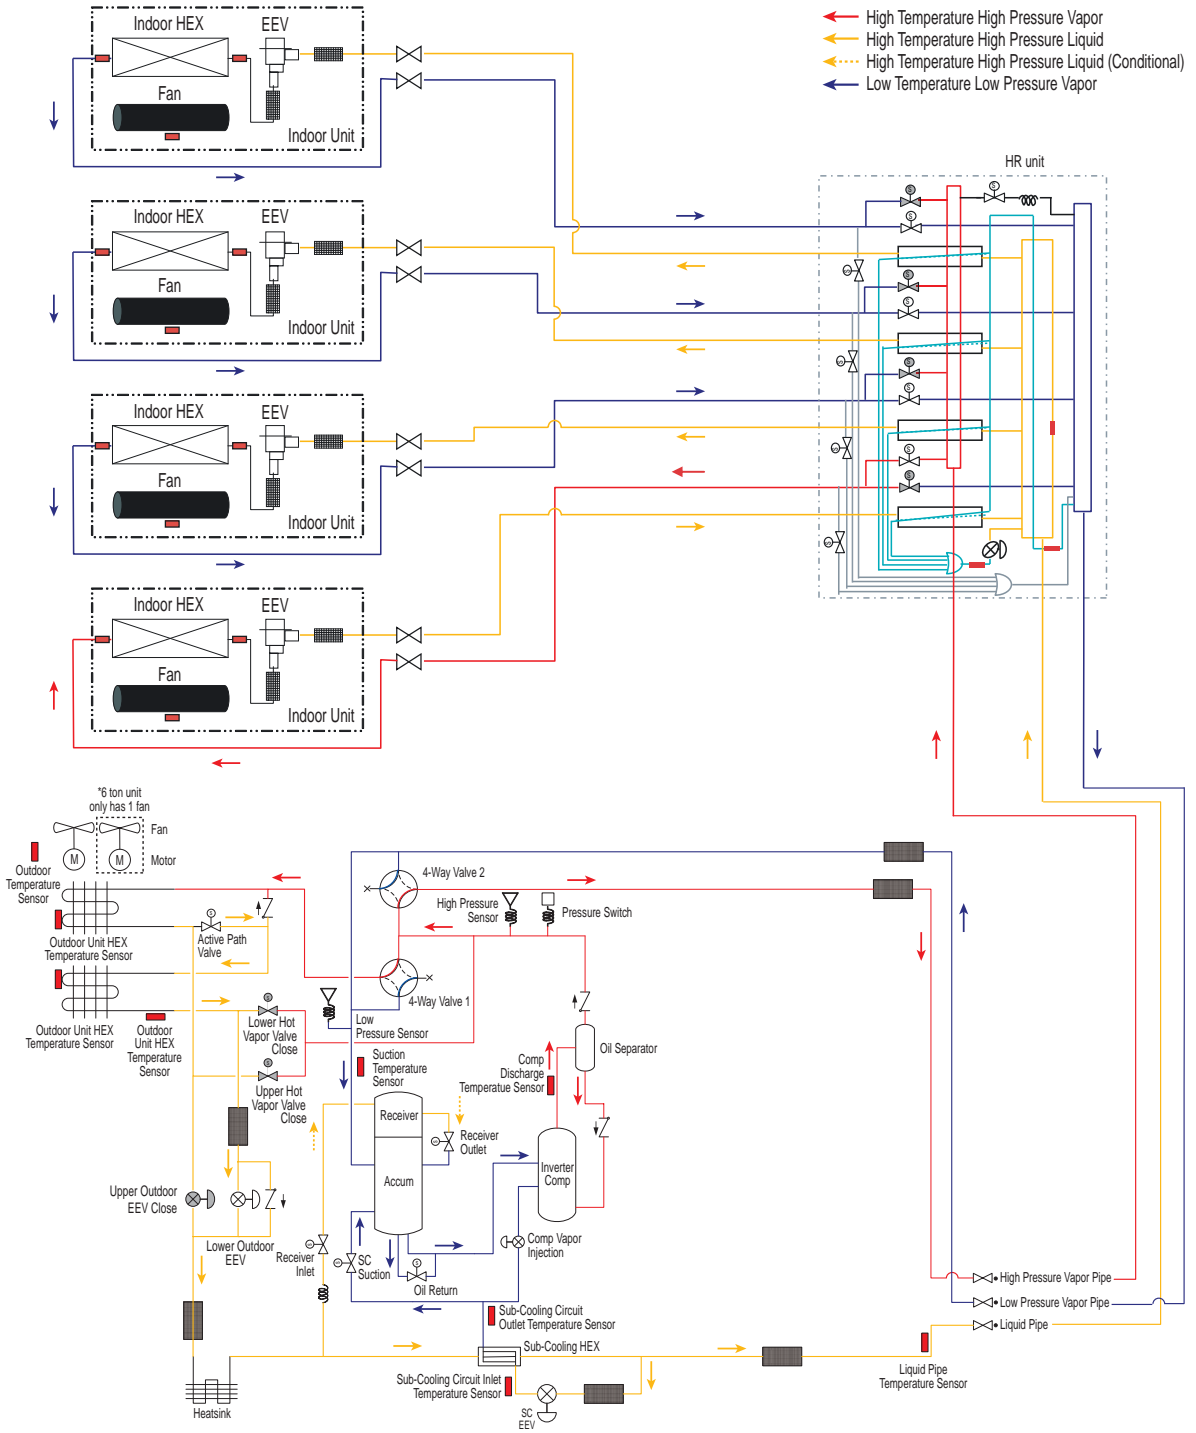 High Temperature High Pressure Vapor
High Temperature High Pressure Liquid
High Temperature High Pressure Liquid (Conditional)
Low Temperature Low Pressure Vapor
Indoor HEX
EEV
Fan
Indoor Unit
HR unit
S
S
S
Indoor HEX
EEV
Fan
Indoor Unit
S
S
S
Indoor HEX
EEV
Fan
Indoor Unit
S
S
S
Indoor HEX
EEV
Fan
Indoor Unit
S
S
S
*6 ton unit
only has 1 fan
Fan
M
M
Motor
Outdoor
Temperature
Sensor
4-Way Valve 2
High Pressure
Sensor
Pressure Switch
S
Active Path
Valve
Outdoor Unit HEX
Temperature Sensor
4-Way Valve 1
Outdoor Unit HEX
Temperature Sensor
Outdoor
Unit HEX
Temperature
Sensor
S
Lower Hot
Vapor Valve
Close
Low
Pressure Sensor
Suction
Temperature
Sensor
Comp
Discharge
Temperatue Sensor
Oil Separator
S
Upper Hot
Vapor Valve
Close
Receiver
S
Receiver
Outlet
Accum
Inverter
Comp
Upper Outdoor
EEV Close
Lower Outdoor
EEV
S
Receiver
Inlet
S
SC
Suction
S
Oil Return
Comp Vapor
Injection
High Pressure Vapor Pipe
Low Pressure Vapor Pipe
Liquid Pipe
Sub-Cooling Circuit
Outlet Temperature Sensor
Sub-Cooling HEX
Sub-Cooling Circuit Inlet
Temperature Sensor
SC
EEV
Liquid Pipe
Temperature Sensor
Heatsink